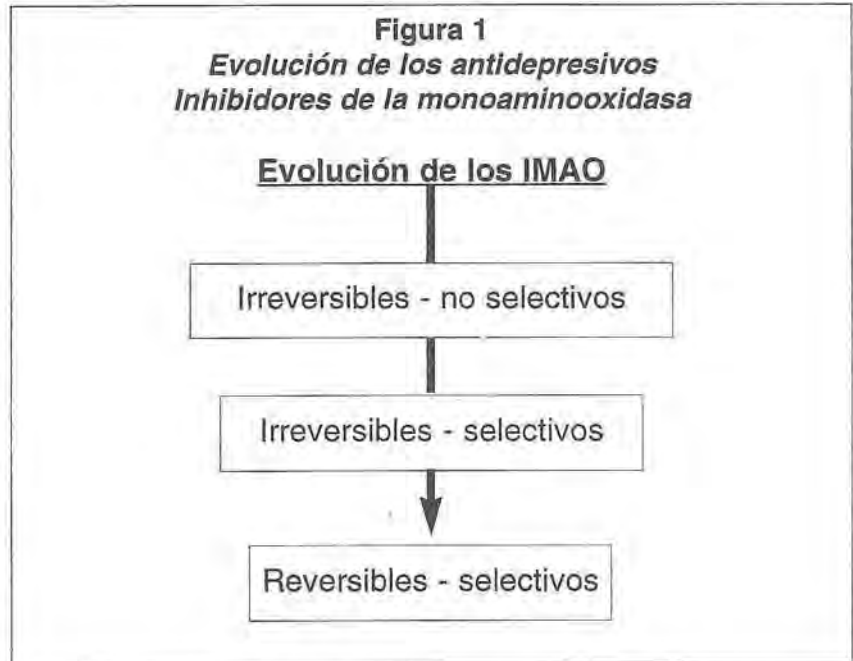 Figura 1
Evolución de los antidepresivos
Inhibidores de la monoaminooxidasa
Evolución de los IMAO
Irreversibles - no selectivos
Irreversibles - selectivos
Reversibles - selectivos